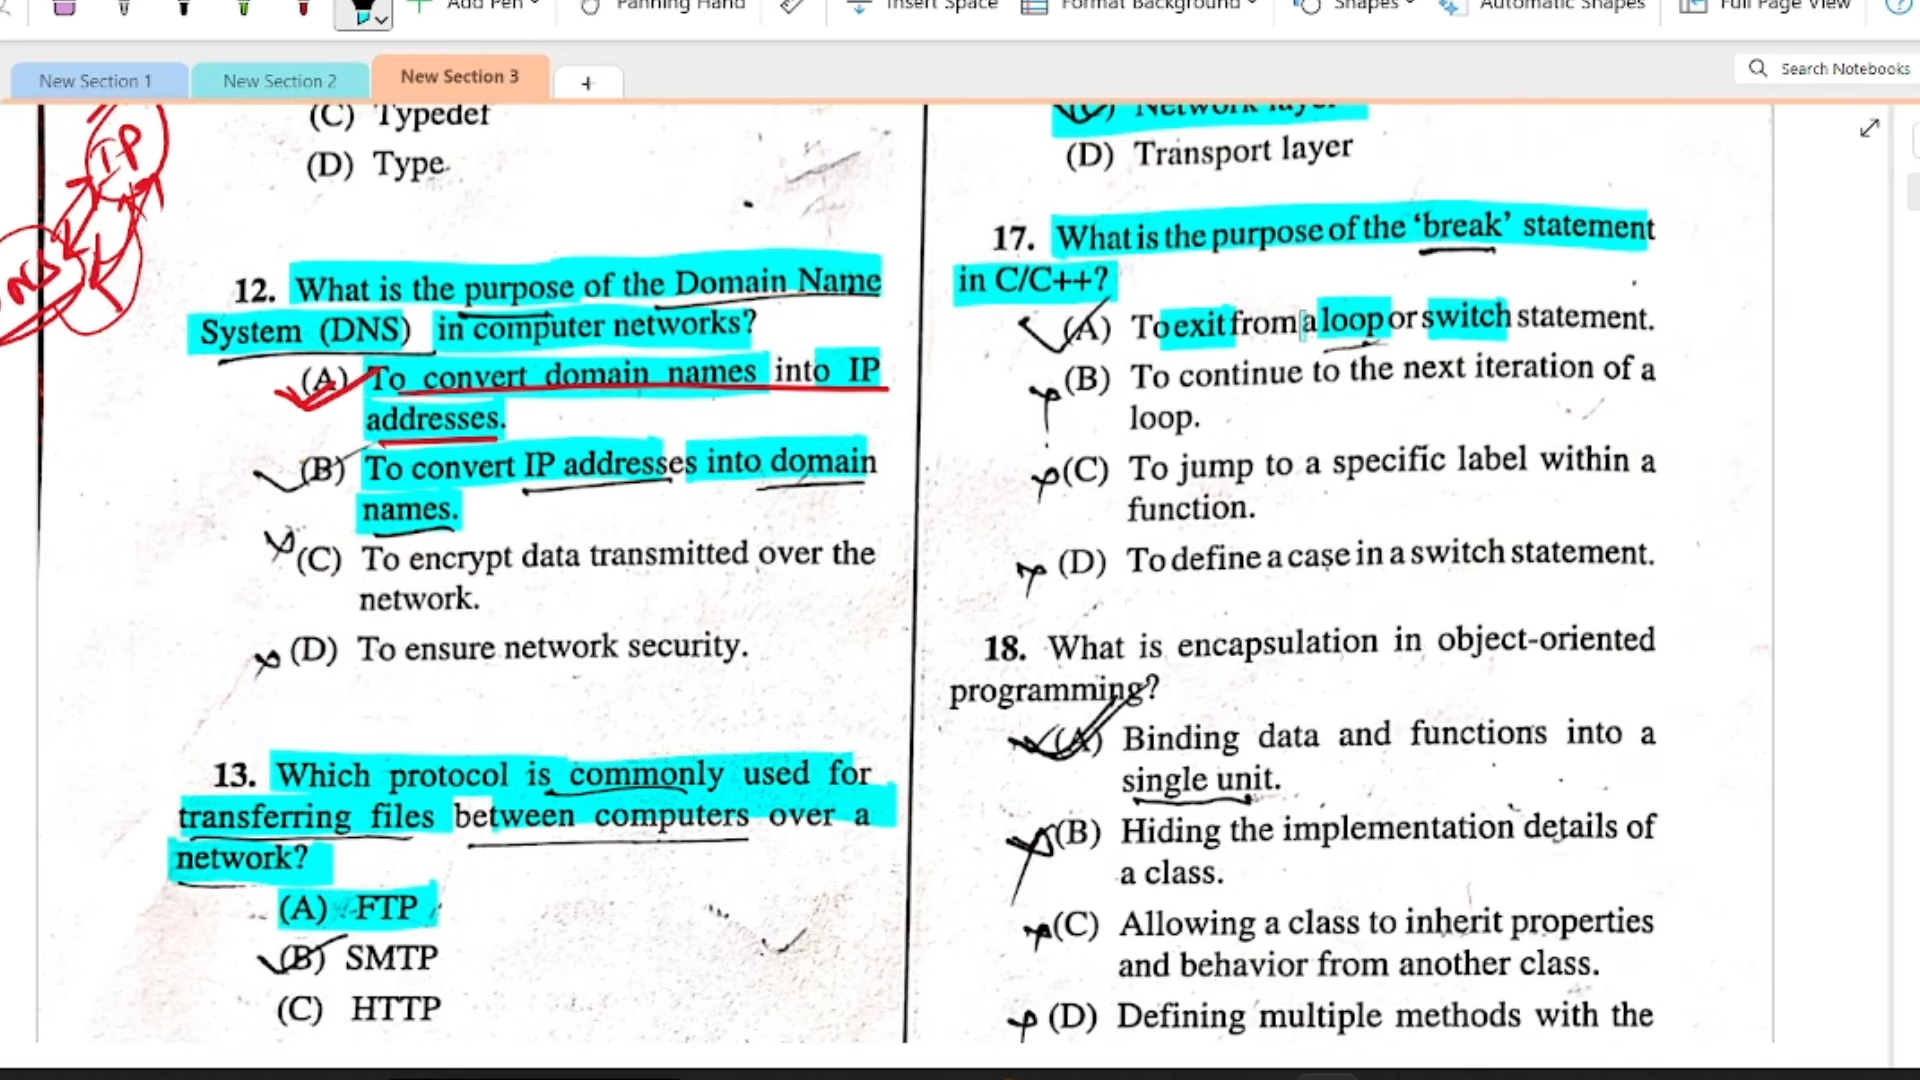 Add Pen
Panning Hand
Insert Space
Format Background
Shapes
Automatic Shapes
Full Page View
New Section 1
New Section 2
New Section 3
+
Search Notebooks
IP
(C) Typedef
(D) Type
12. What is the purpose of the Domain Name
System (DNS) in computer networks?
(A) To convert domain names into IP
addresses.
(B) To convert IP addresses into domain
names.
(C) To encrypt data transmitted over the
network.
(D) To ensure network security.
13. Which protocol is commonly used for
transferring files between computers over a
network?
(A) FTP
(B) SMTP
(C) HTTP
(C) Network layer
(D) Transport layer
17. What is the purpose of the ‘break’ statement
in C/C++?
(A) To exit from a loop or switch statement.
(B) To continue to the next iteration of a
loop.
(C) To jump to a specific label within a
function.
(D) To define a case in a switch statement.
18. What is encapsulation in object-oriented
programming?
(A) Binding data and functions into a
single unit.
(B) Hiding the implementation details of
a class.
(C) Allowing a class to inherit properties
and behavior from another class.
(D) Defining multiple methods with the